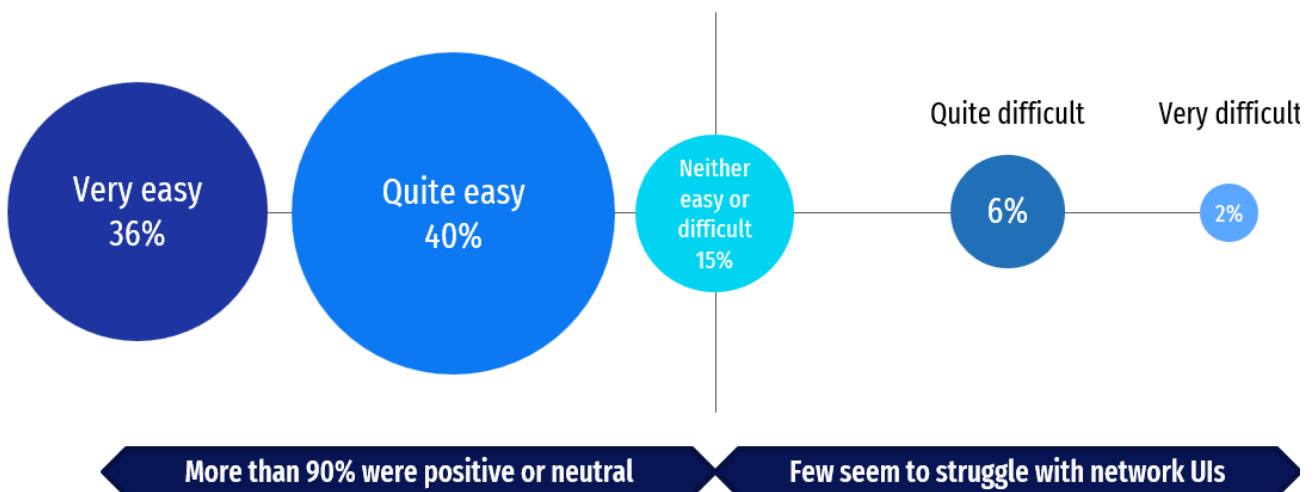 Very easy
36%
Quite easy
40%
Neither
easy or
difficult
15%
Quite difficult
6%
Very difficult
2%
More than 90% were positive or neutral
Few seem to struggle with network UIs